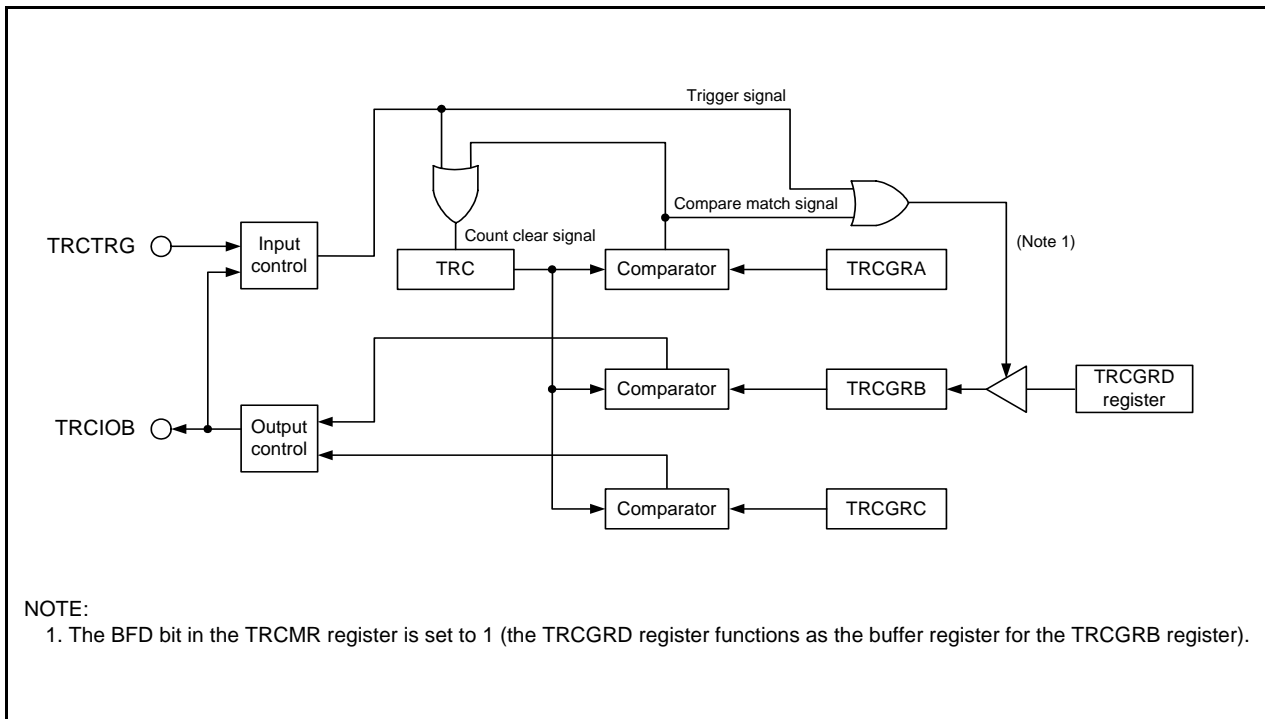 Trigger signal
Compare match signal
TRCTRG
Input
control
Count clear signal
(Note 1)
TRC
Comparator
TRCGRA
TRCIOB
Output
control
Comparator
TRCGRB
TRCGRD
register
Comparator
TRCGRC
NOTE:
1. The BFD bit in the TRCMR register is set to 1 (the TRCGRD register functions as the buffer register for the TRCGRB register).